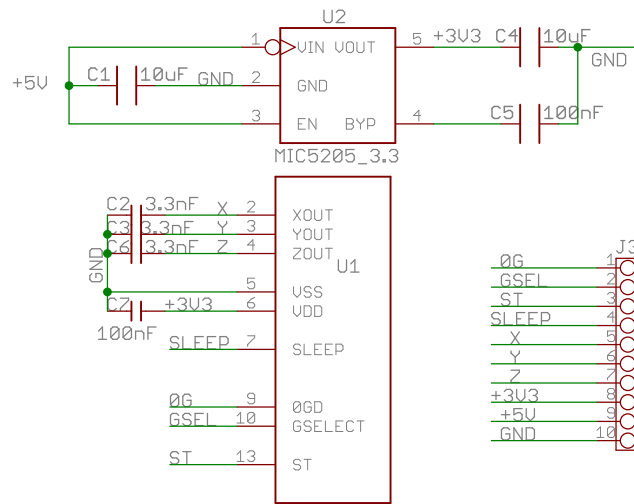 U2
1 VIN VOUT 5 +3V3 C4 10uF
+5V C1 10uF GND 2 GND GND
3 EN BYP 4 C5 100nF
MIC5205_3.3
C2 3.3nF X 2 XOUT
C3 3.3nF Y 3 YOUT
C6 3.3nF Z 4 ZOUT
GND
U1
5 VSS
C7 +3V3 6 VDD
100nF
SLEEP 7 SLEEP
0G 9 0GD
GSEL 10 GSELECT
ST 13 ST
J3
0G 1
GSEL 2
ST 3
SLEEP 4
X 5
Y 6
Z 7
+3V3 8
+5V 9
GND 10